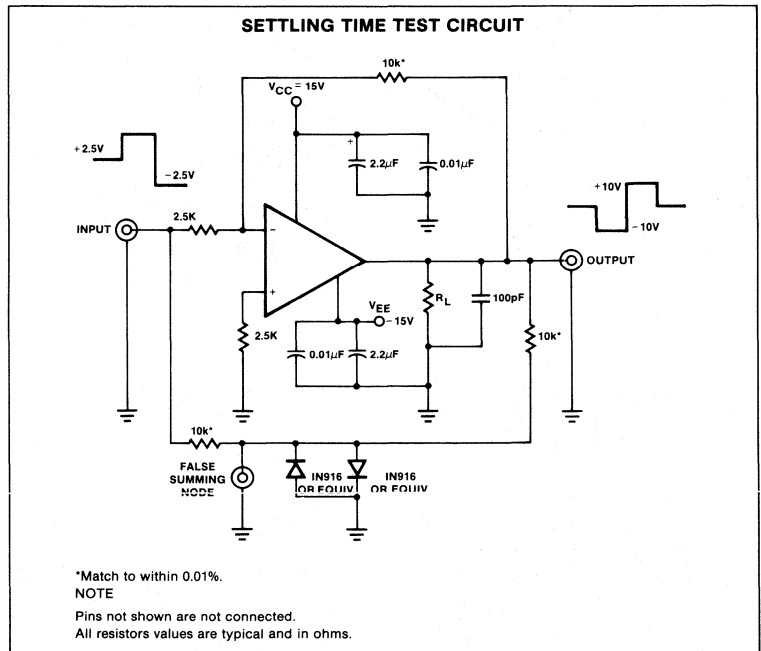 SETTLING TIME TEST CIRCUIT
10k*
VCC = 15V
+2.5V
-2.5V
+
2.2µF
0.01µF
+10V
-10V
2.5K
INPUT
-
+
OUTPUT
VEE
-15V
RL
100pF
10k*
2.5K
0.01µF
2.2µF
10k*
FALSE
SUMMING
NODE
IN916
OR EQUIV
IN916
OR EQUIV
*Match to within 0.01%.
NOTE
Pins not shown are not connected.
All resistors values are typical and in ohms.